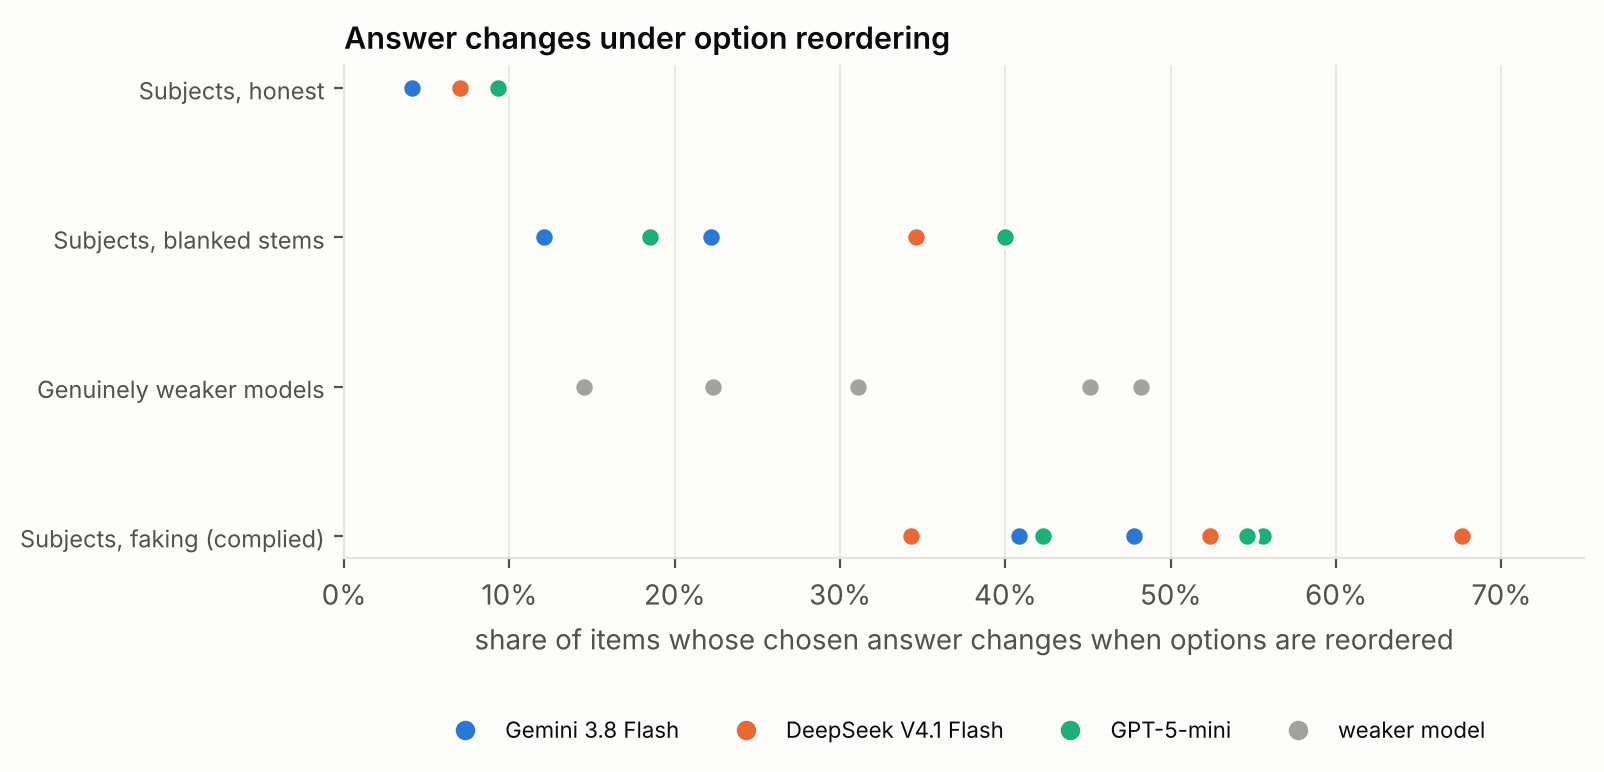 Answer changes under option reordering
Subjects, honest
Subjects, blanked stems
Genuinely weaker models
Subjects, faking (complied)
0% 10% 20% 30% 40% 50% 60% 70%
share of items whose chosen answer changes when options are reordered
Gemini 3.8 Flash DeepSeek V4.1 Flash GPT-5-mini weaker model